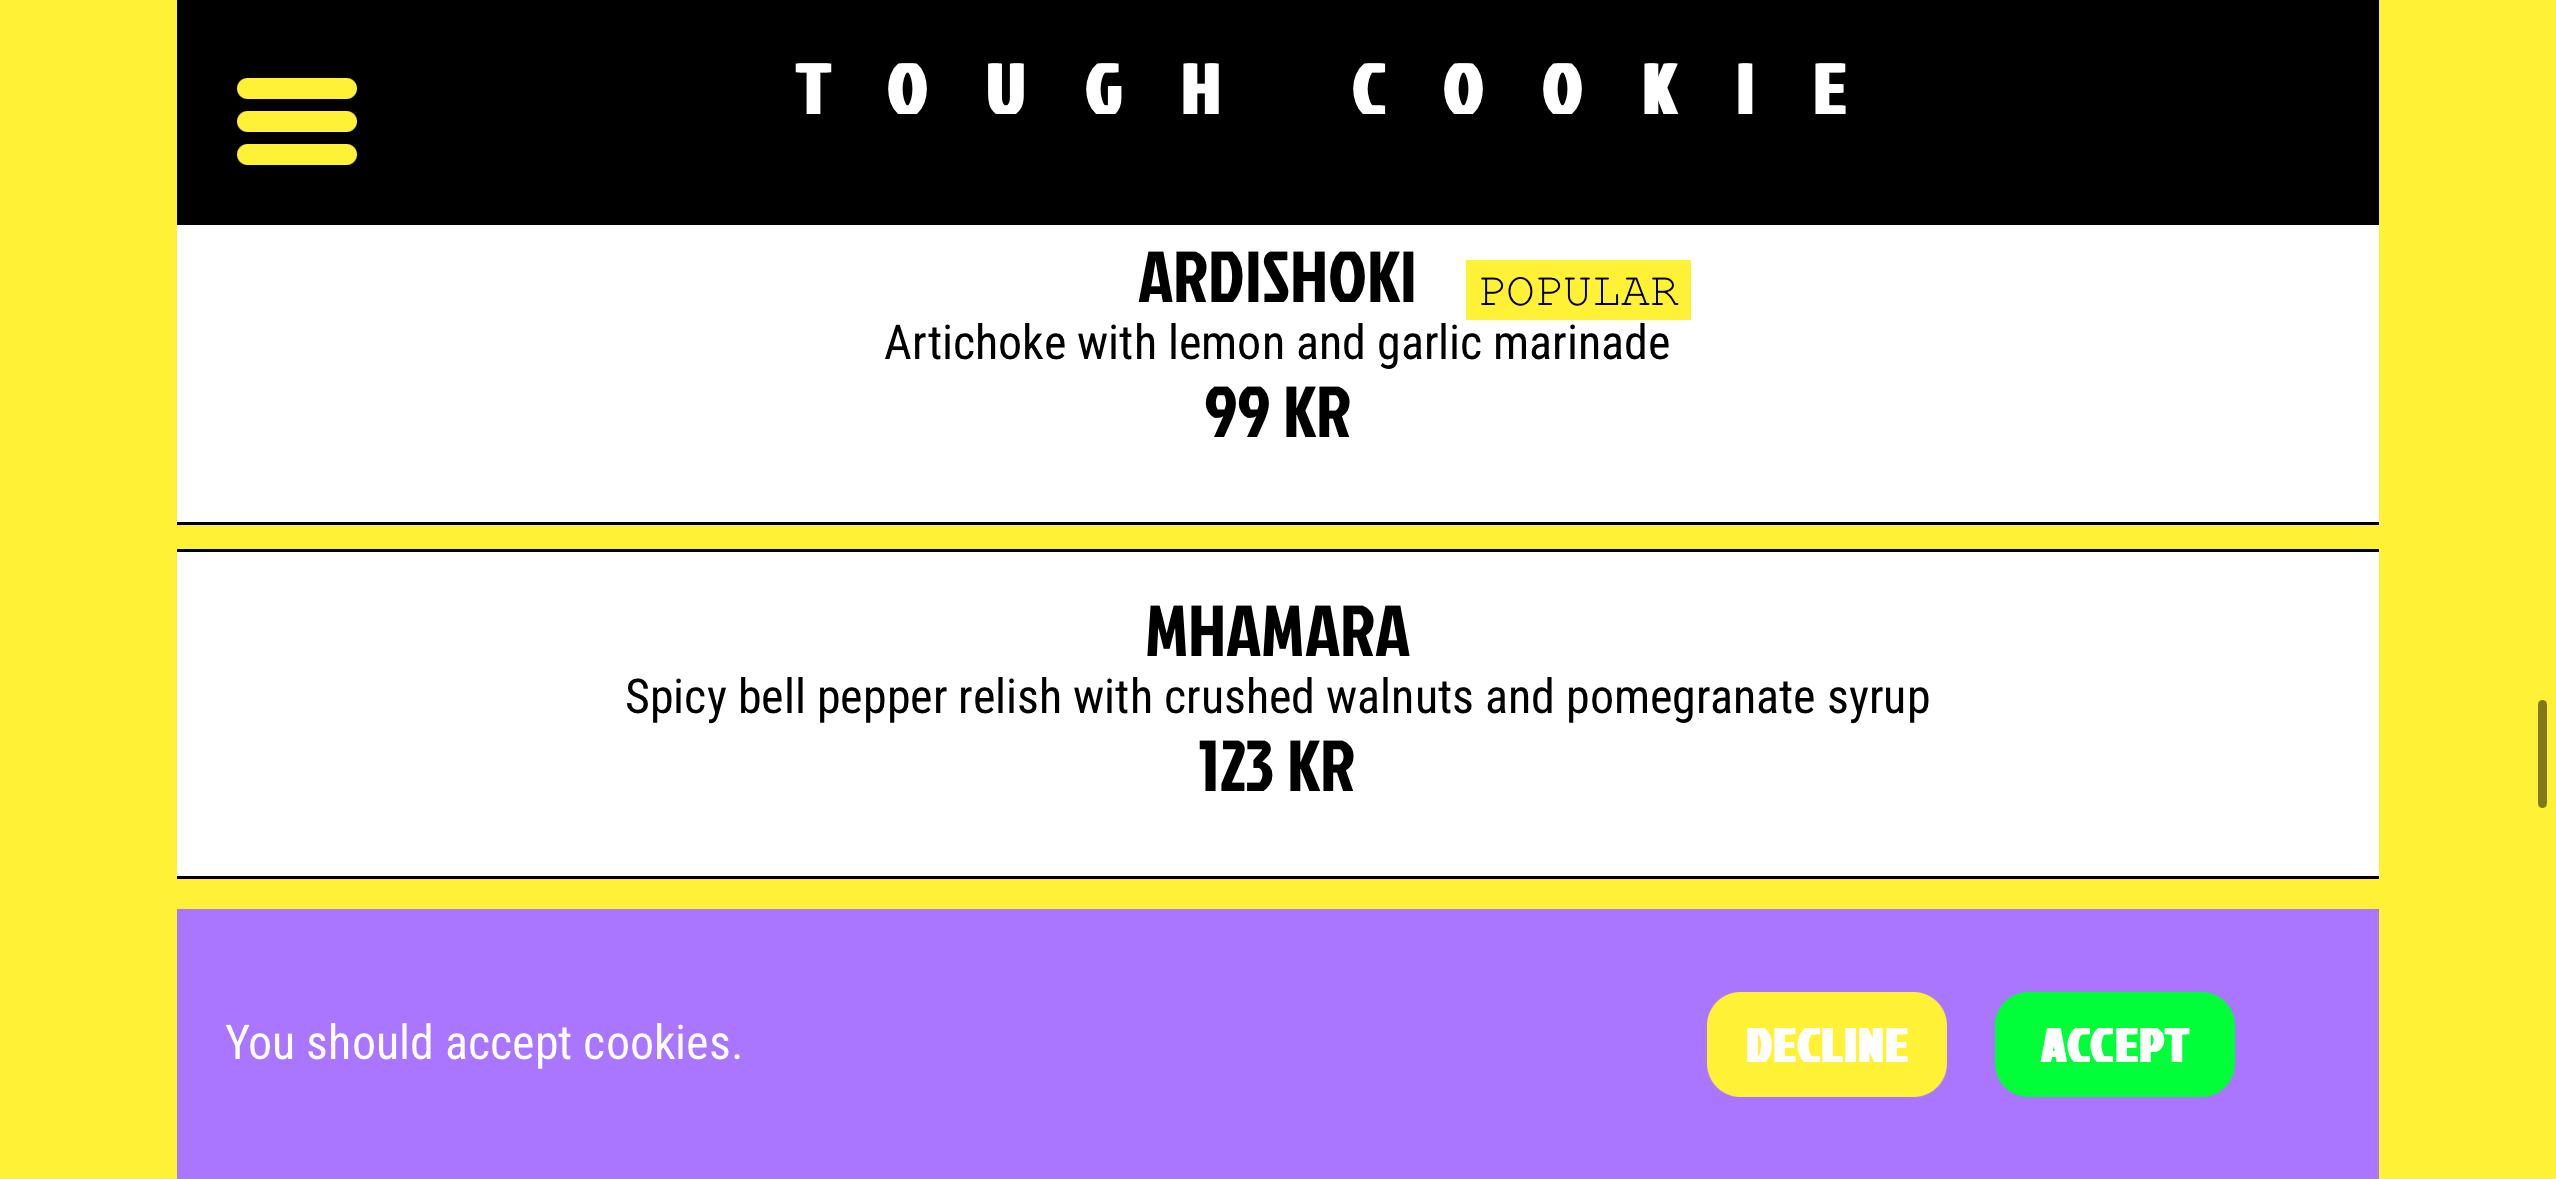 TOUGH COOKIE
ARDISHOKI POPULAR
Artichoke with lemon and garlic marinade
99 KR
MHAMARA
Spicy bell pepper relish with crushed walnuts and pomegranate syrup
123 KR
You should accept cookies.
DECLINE ACCEPT